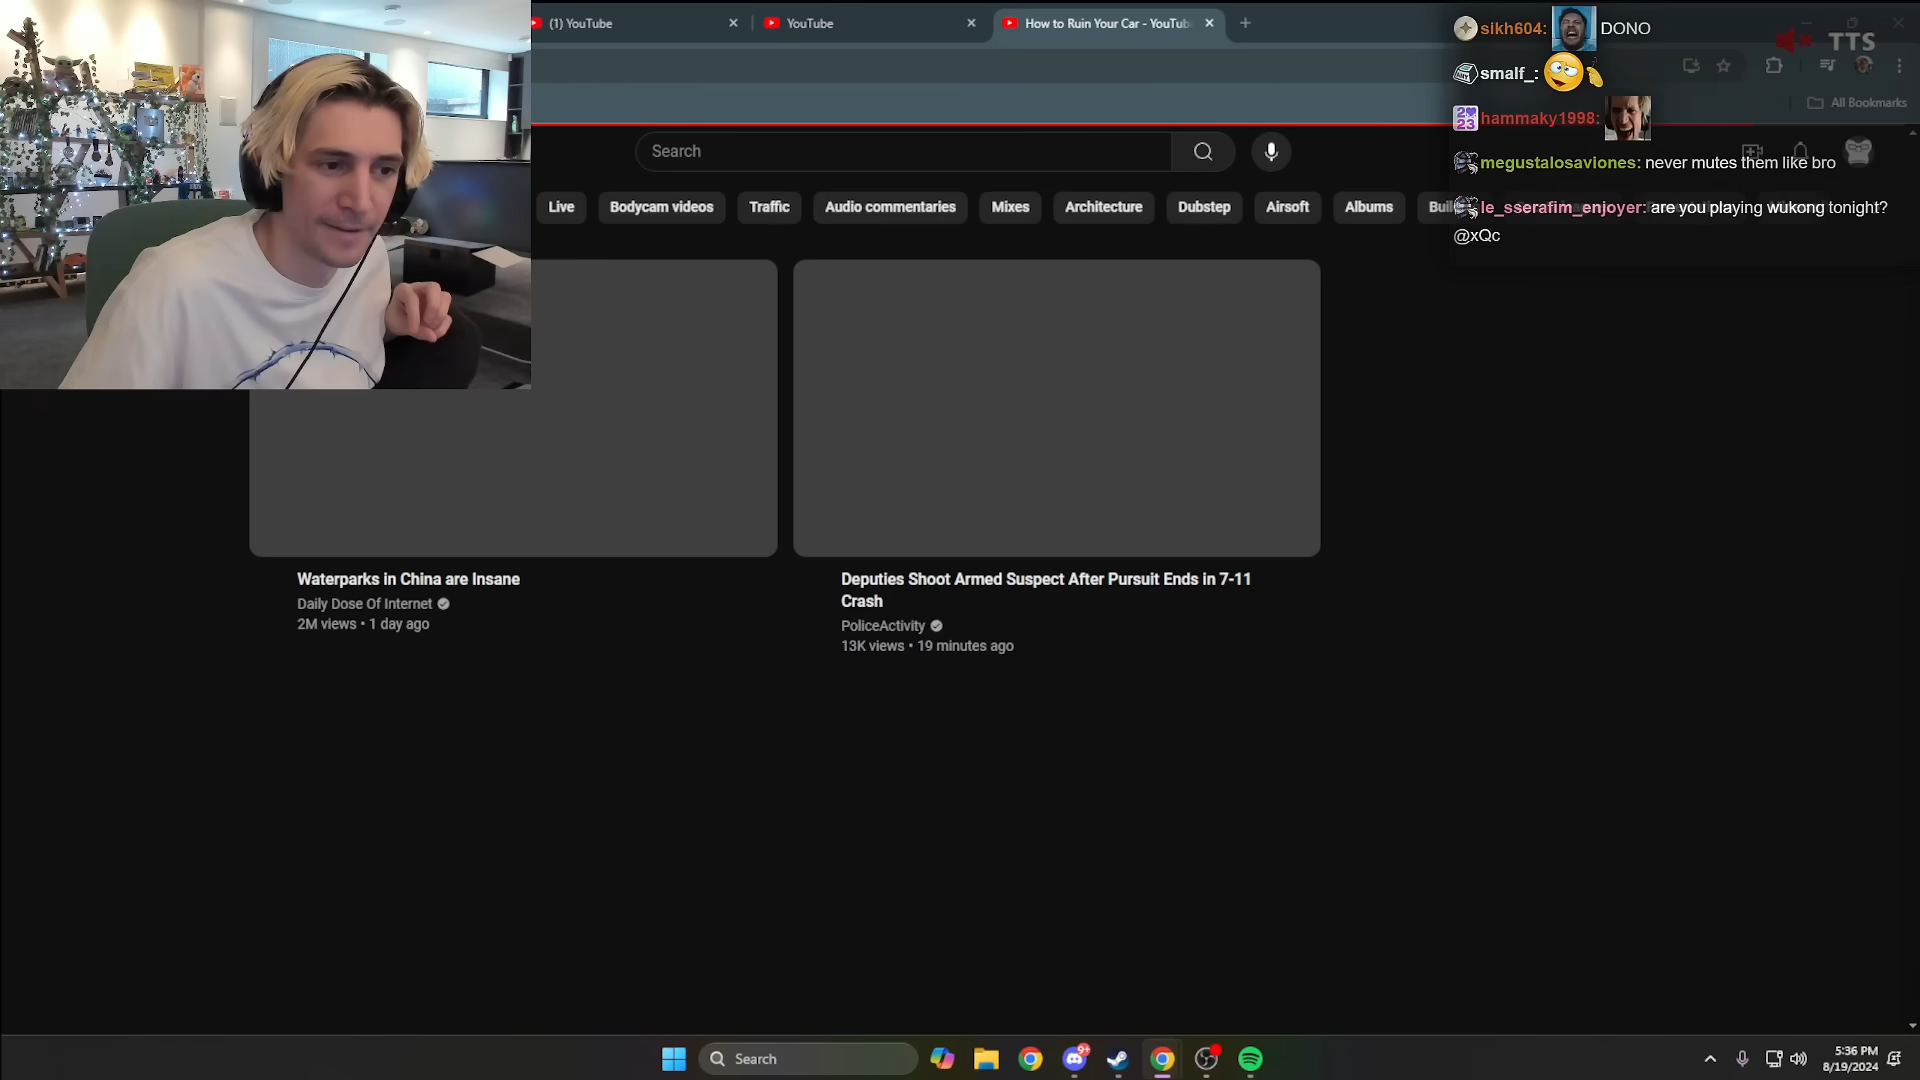 (1) YouTube
YouTube
How to Ruin Your Car - YouTub
sikh604: DONO
TTS
smalf_:
All Bookmarks
hammaky1998:
Search
megustalosaviones: never mutes them like bro
Live
Bodycam videos
Traffic
Audio commentaries
Mixes
Architecture
Dubstep
Airsoft
Albums
le_sserafim_enjoyer: are you playing wukong tonight?
@xQc
Waterparks in China are Insane
Daily Dose Of Internet
2M views • 1 day ago
Deputies Shoot Armed Suspect After Pursuit Ends in 7-11
Crash
PoliceActivity
13K views • 19 minutes ago
Search
9+
5:36 PM
8/19/2024